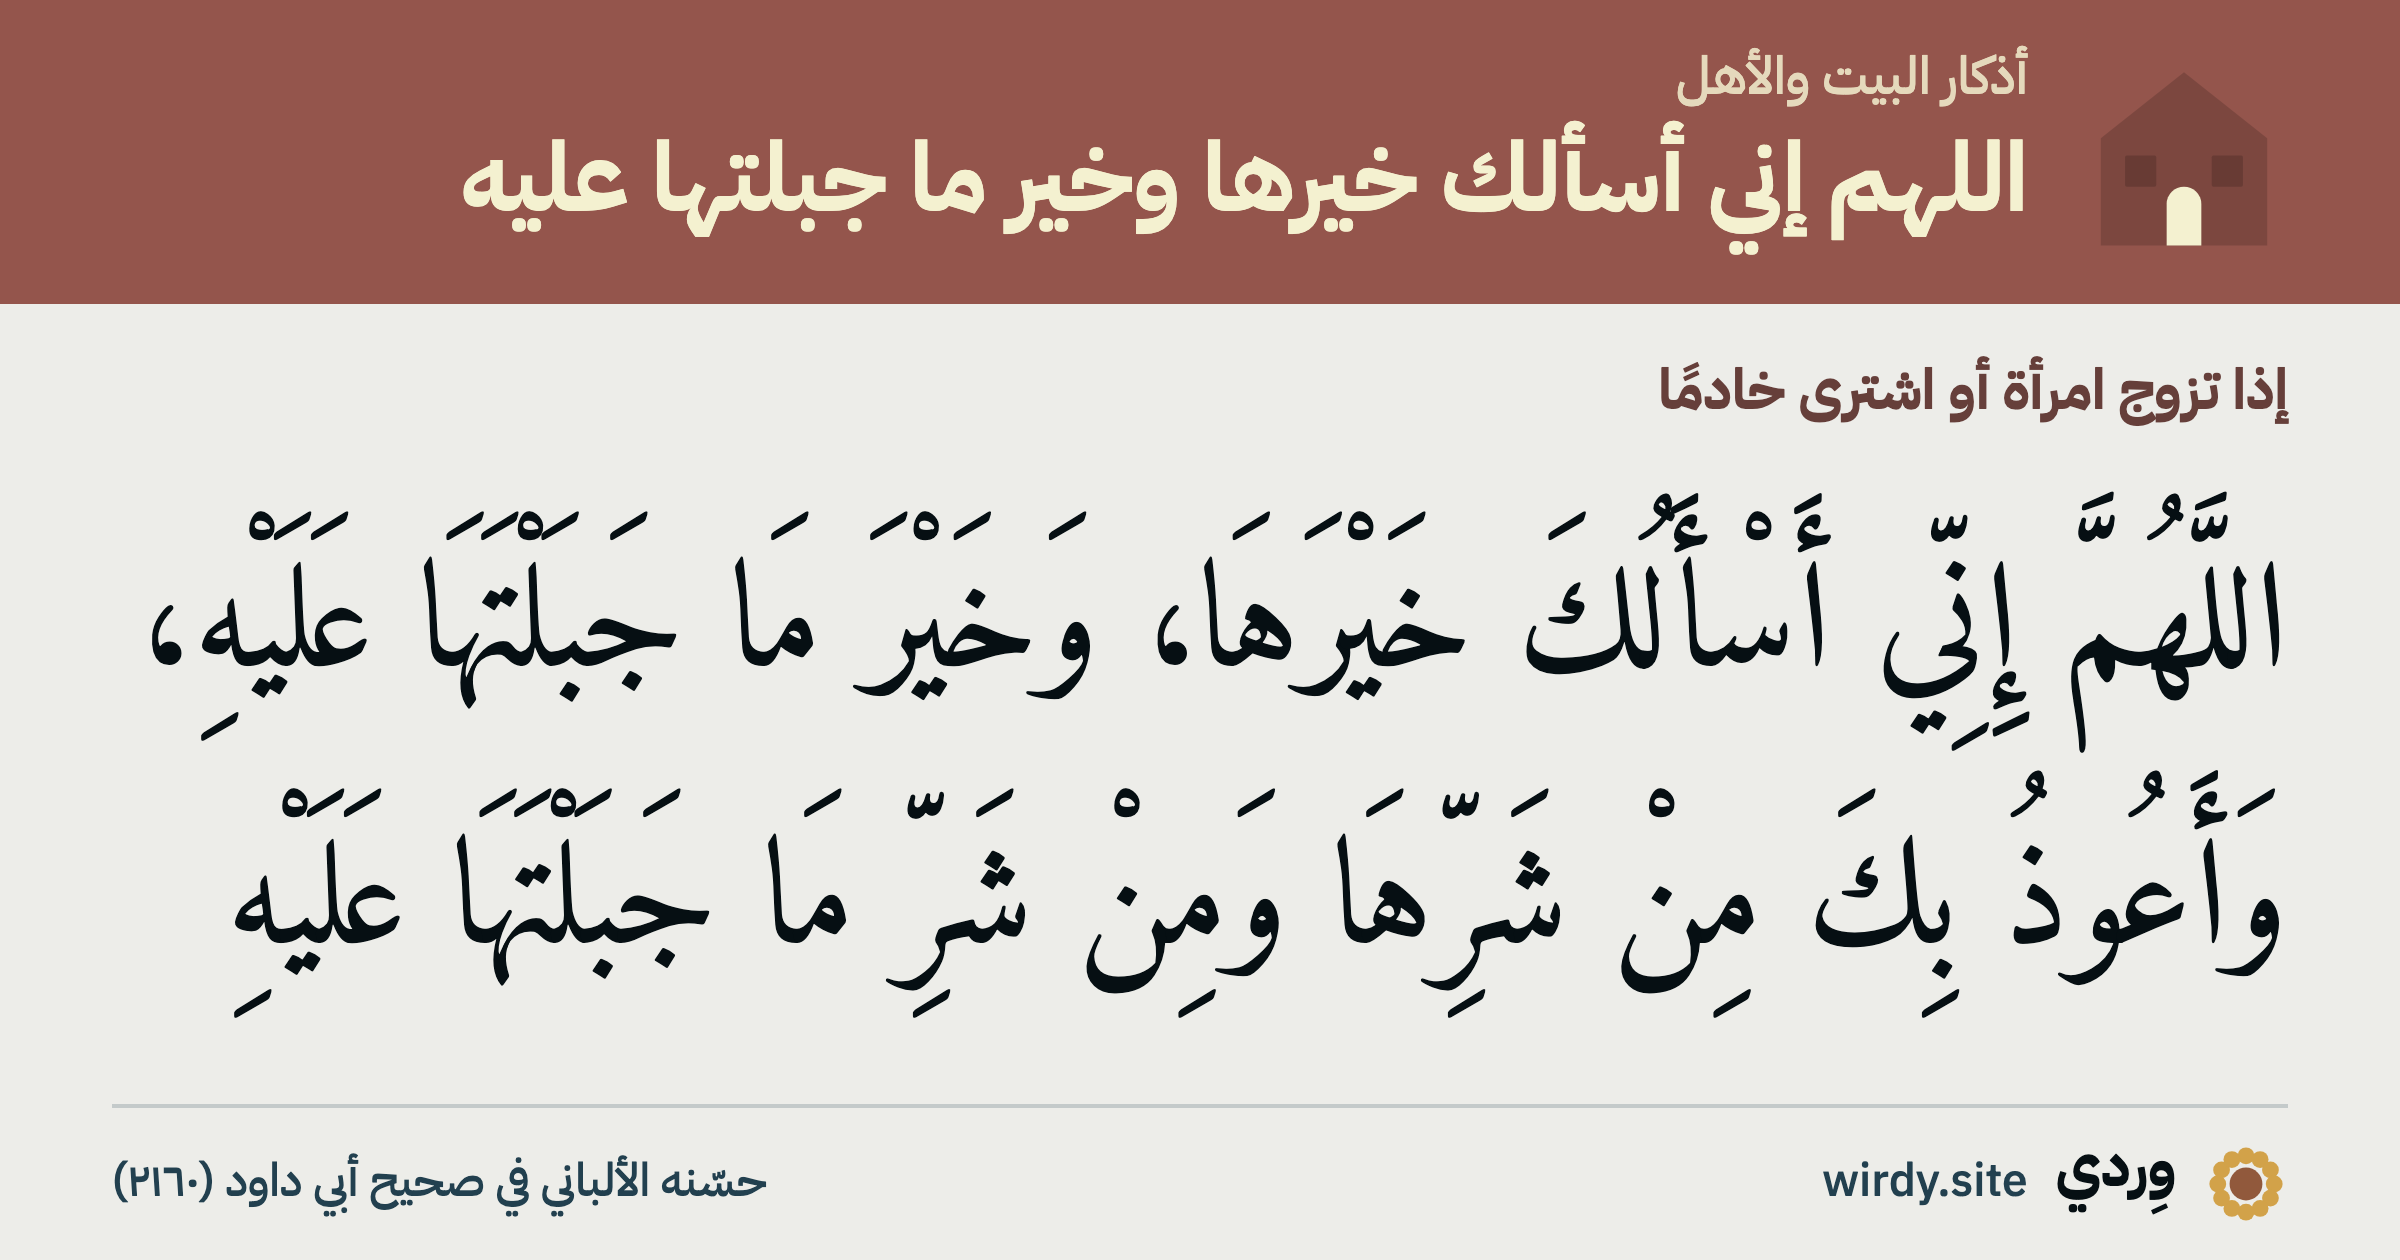 أذكار البيت والأهل
اللهم إني أسألك خيرها وخير ما جبلتها عليه
إذا تزوج امرأة أو اشترى خادمًا
اللَّهُمَّ إِنِّي أَسْأَلُكَ خَيْرَهَا، وَخَيْرَ مَا جَبَلْتَهَا عَلَيْهِ،
وَأَعُوذُ بِكَ مِنْ شَرِّهَا وَمِنْ شَرِّ مَا جَبَلْتَهَا عَلَيْهِ
وِردي wirdy.site
حسّنه الألباني في صحيح أبي داود (٢١٦٠)